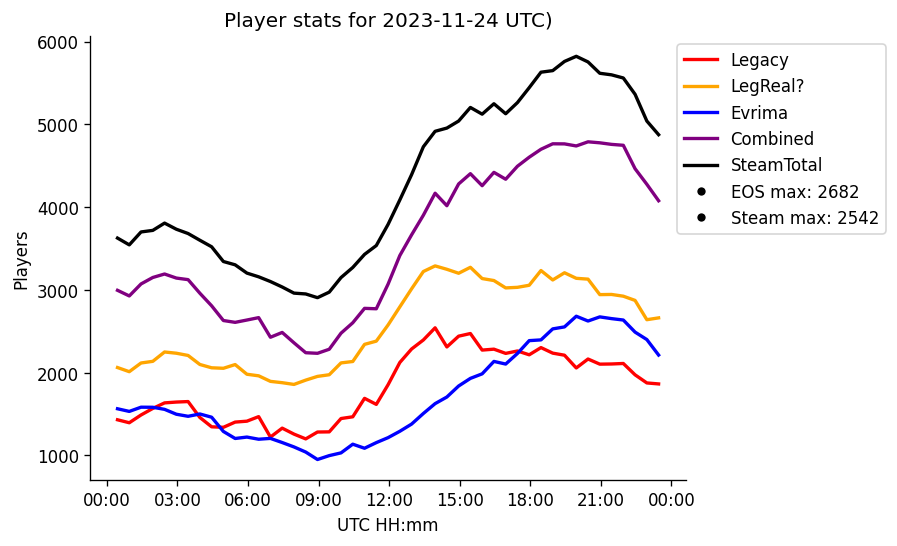 Player stats for 2023-11-24 UTC)
6000
5000
4000
3000
2000
1000
Players
00:00 03:00 06:00 09:00 12:00 15:00 18:00 21:00 00:00
UTC HH:mm
Legacy
LegReal?
Evrima
Combined
SteamTotal
EOS max: 2682
Steam max: 2542